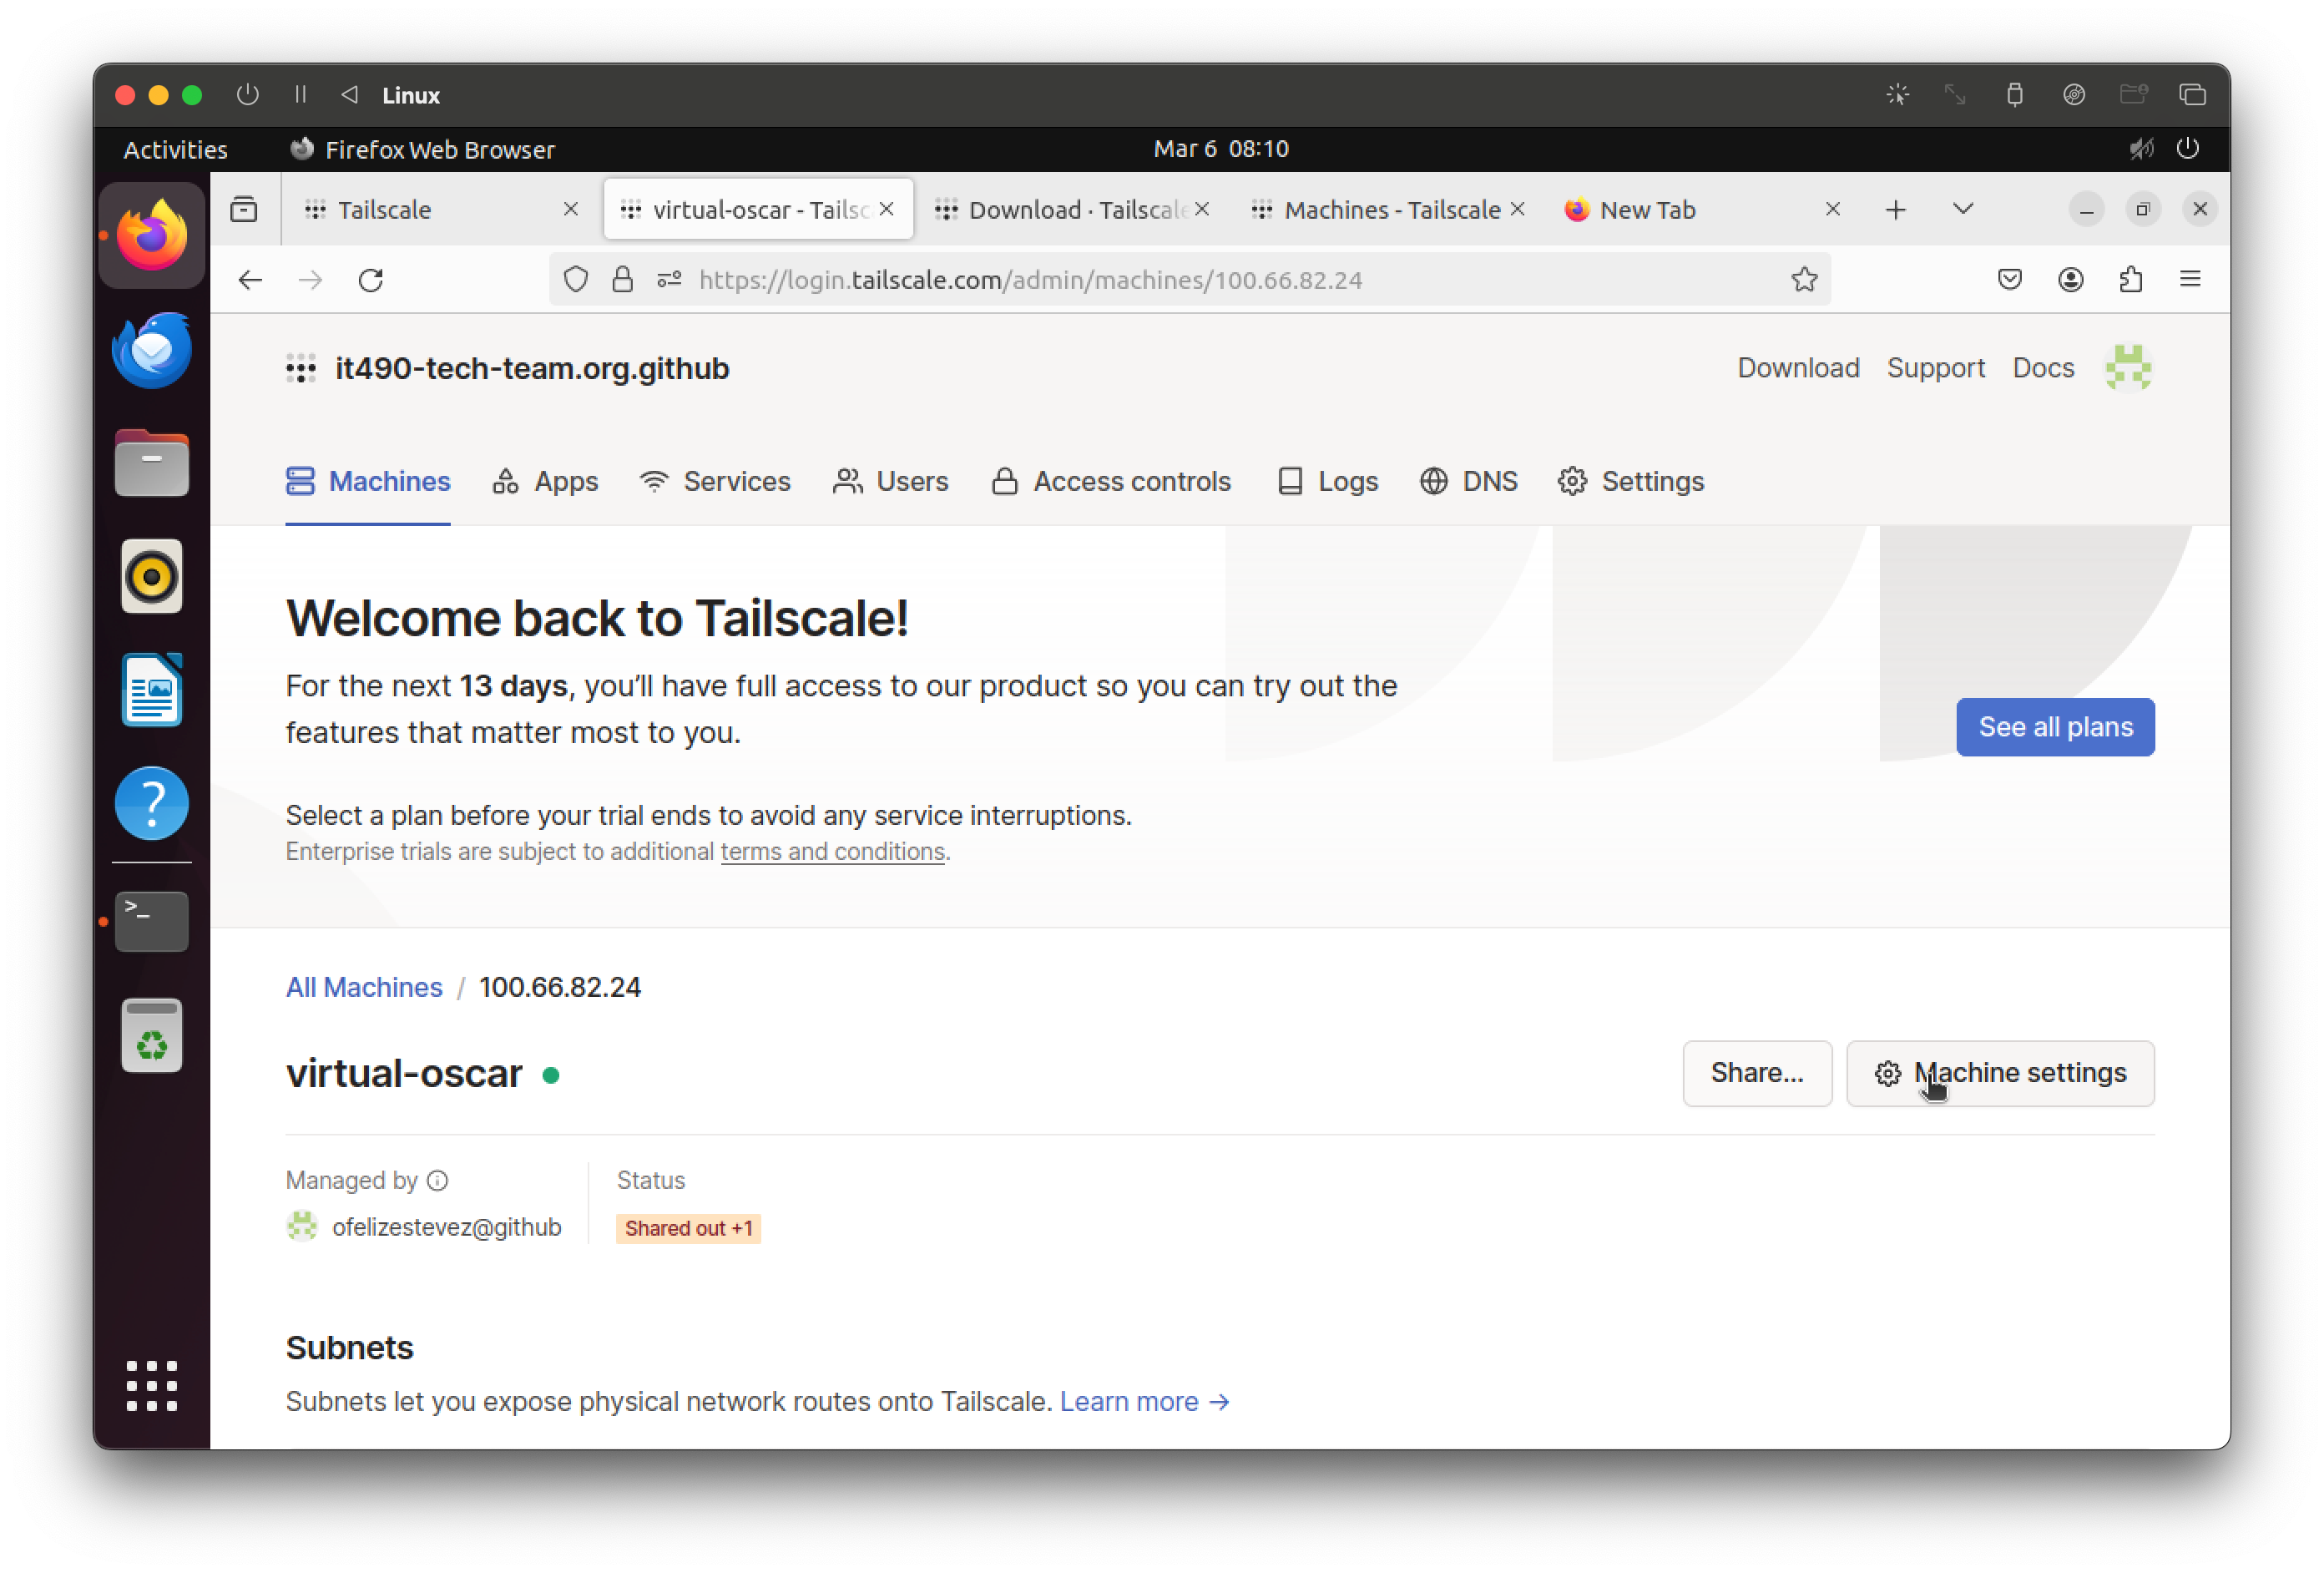 Linux
Activities
Firefox Web Browser
Mar 6 08:10
Tailscale
virtual-oscar - Tailsc
Download · Tailscale
Machines - Tailscale
New Tab
https://login.tailscale.com/admin/machines/100.66.82.24
it490-tech-team.org.github
Download Support Docs
Machines Apps Services Users Access controls Logs DNS Settings
Welcome back to Tailscale!
For the next 13 days, you’ll have full access to our product so you can try out the
features that matter most to you.
See all plans
Select a plan before your trial ends to avoid any service interruptions.
Enterprise trials are subject to additional terms and conditions.
All Machines / 100.66.82.24
virtual-oscar
Share...
Machine settings
Managed by
Status
ofelizestevez@github
Shared out +1
Subnets
Subnets let you expose physical network routes onto Tailscale. Learn more →